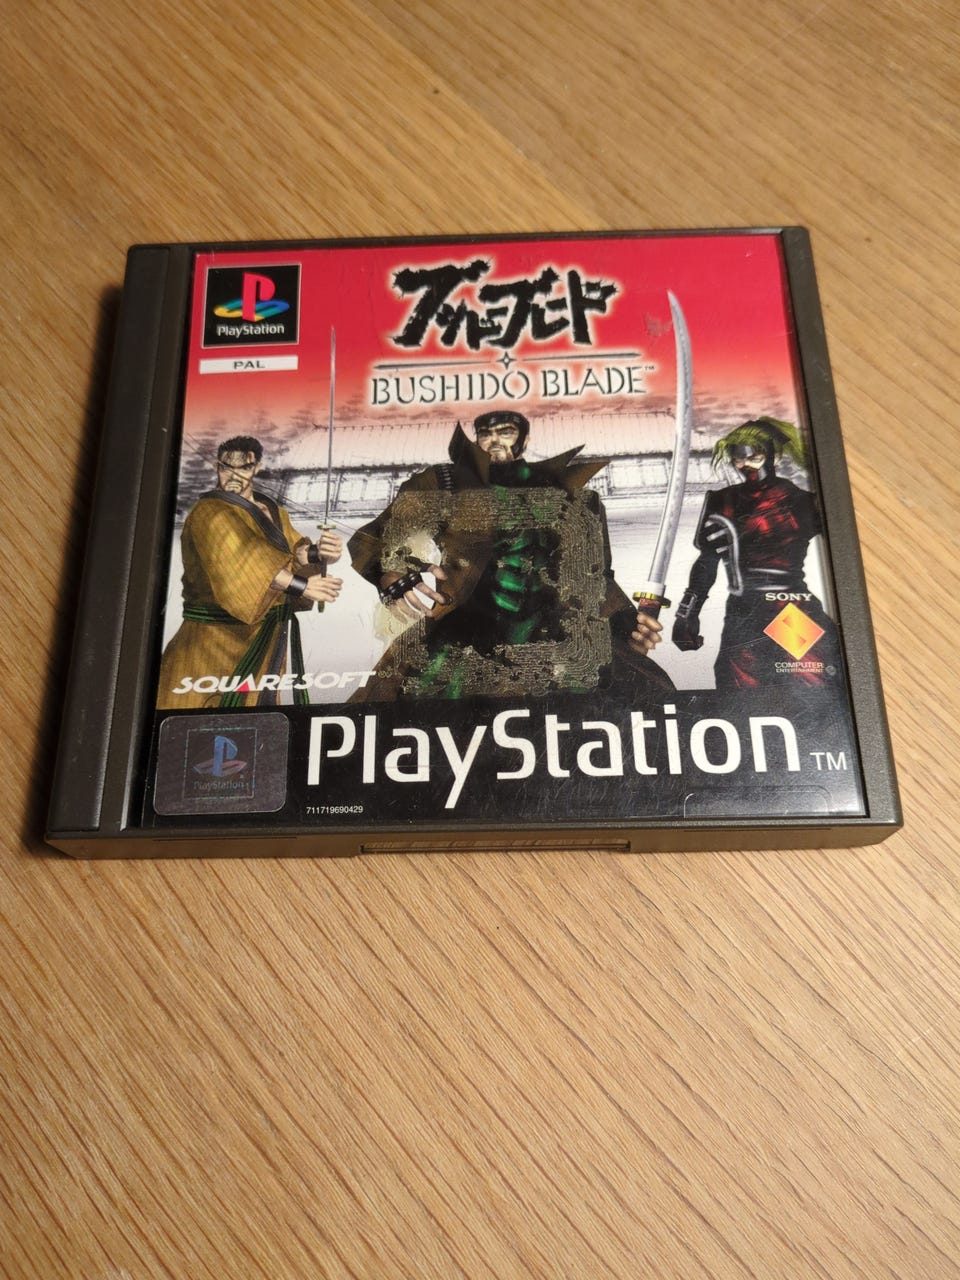 PlayStation
PAL
ブシドーブレード
BUSHIDO BLADE™
SONY
COMPUTER
ENTERTAINMENT®
SQUARESOFT
PlayStation™
PlayStation
711719690429